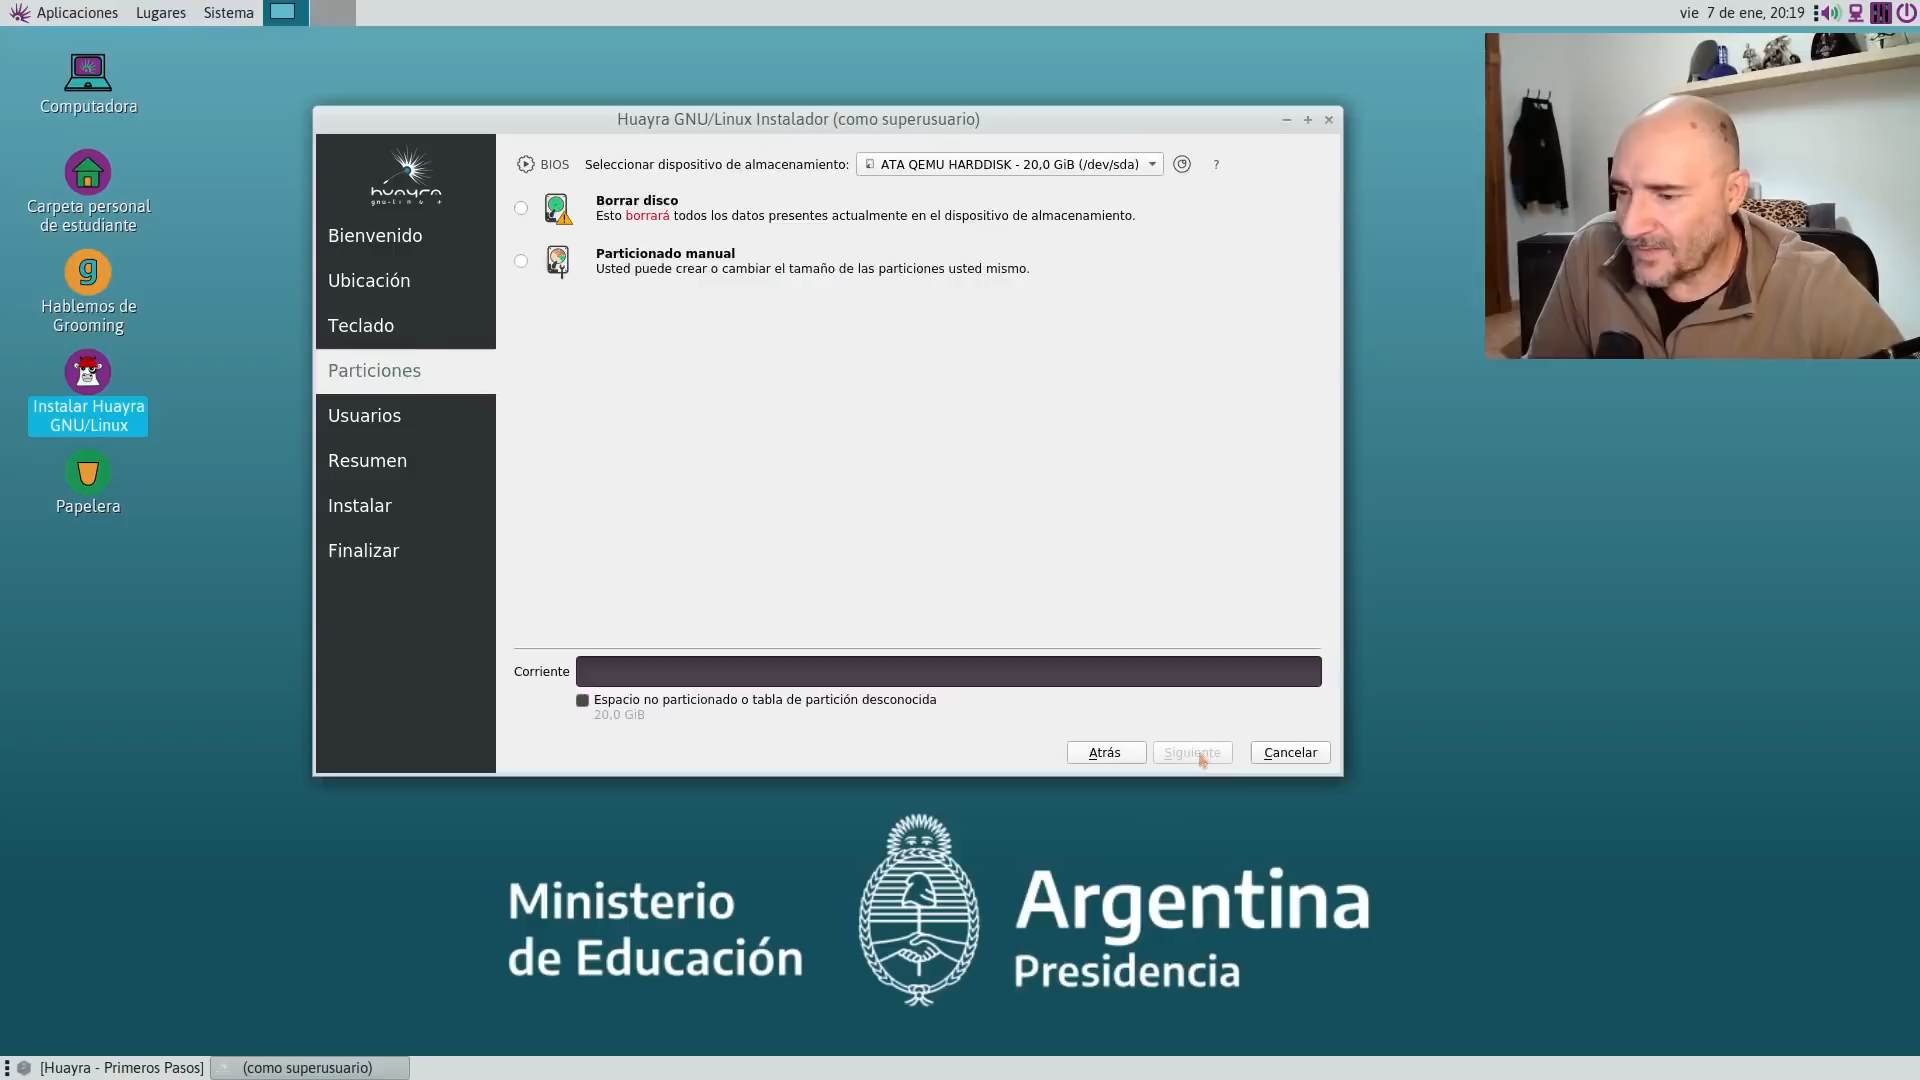 Aplicaciones Lugares Sistema
vie 7 de ene, 20:19
Computadora
Carpeta personal
de estudiante
g
Hablemos de
Grooming
Instalar Huayra
GNU/Linux
Papelera
Huayra GNU/Linux Instalador (como superusuario)
huayra
gnu-linux
Bienvenido
Ubicación
Teclado
Particiones
Usuarios
Resumen
Instalar
Finalizar
BIOS Seleccionar dispositivo de almacenamiento: ATA QEMU HARDDISK - 20,0 GiB (/dev/sda) ?
Borrar disco
Esto borrará todos los datos presentes actualmente en el dispositivo de almacenamiento.
Particionado manual
Usted puede crear o cambiar el tamaño de las particiones usted mismo.
Corriente
Espacio no particionado o tabla de partición desconocida
20,0 GiB
Atrás Siguiente Cancelar
Ministerio
de Educación
Argentina
Presidencia
[Huayra - Primeros Pasos] (como superusuario)